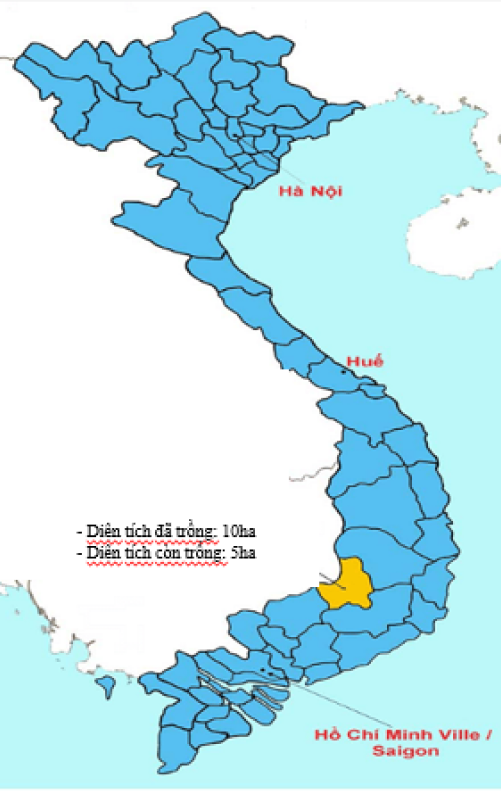 Hà Nội
Huế
- Diện tích đã trồng: 10ha
- Diện tích còn trống: 5ha
Hồ Chí Minh Ville /
Saigon